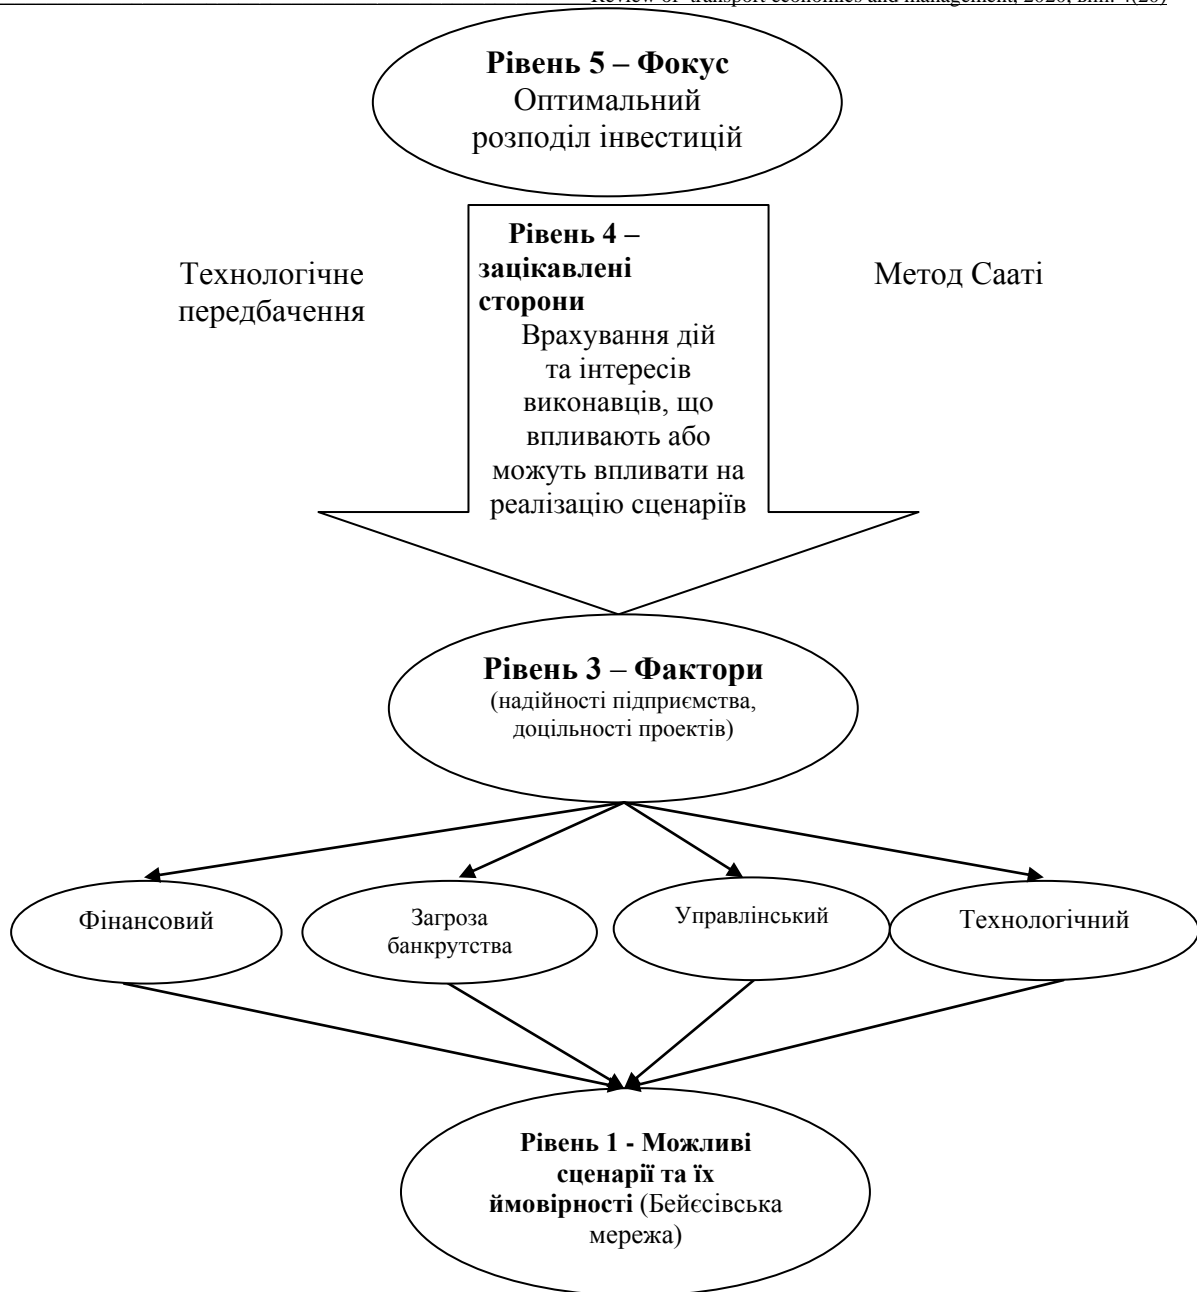 Review of transport economics and management, 2020, вип. 4(20)
Рівень 5 – Фокус
Оптимальний
розподіл інвестицій
Технологічне
передбачення
Рівень 4 –
зацікавлені
сторони
Врахування дій
та інтересів
виконавців, що
впливають або
можуть впливати на
реалізацію сценаріїв
Метод Сааті
Рівень 3 – Фактори
(надійності підприємства,
доцільності проектів)
Фінансовий
Загроза
банкрутства
Управлінський
Технологічний
Рівень 1 - Можливі
сценарії та їх
ймовірності (Бейєсівська
мережа)